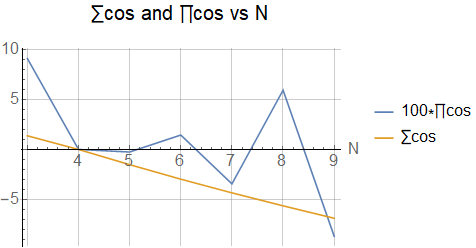 ∑cos and ∏cos vs N
10
5
4 5 6 7 8 9 N
-5
100*∏cos
∑cos